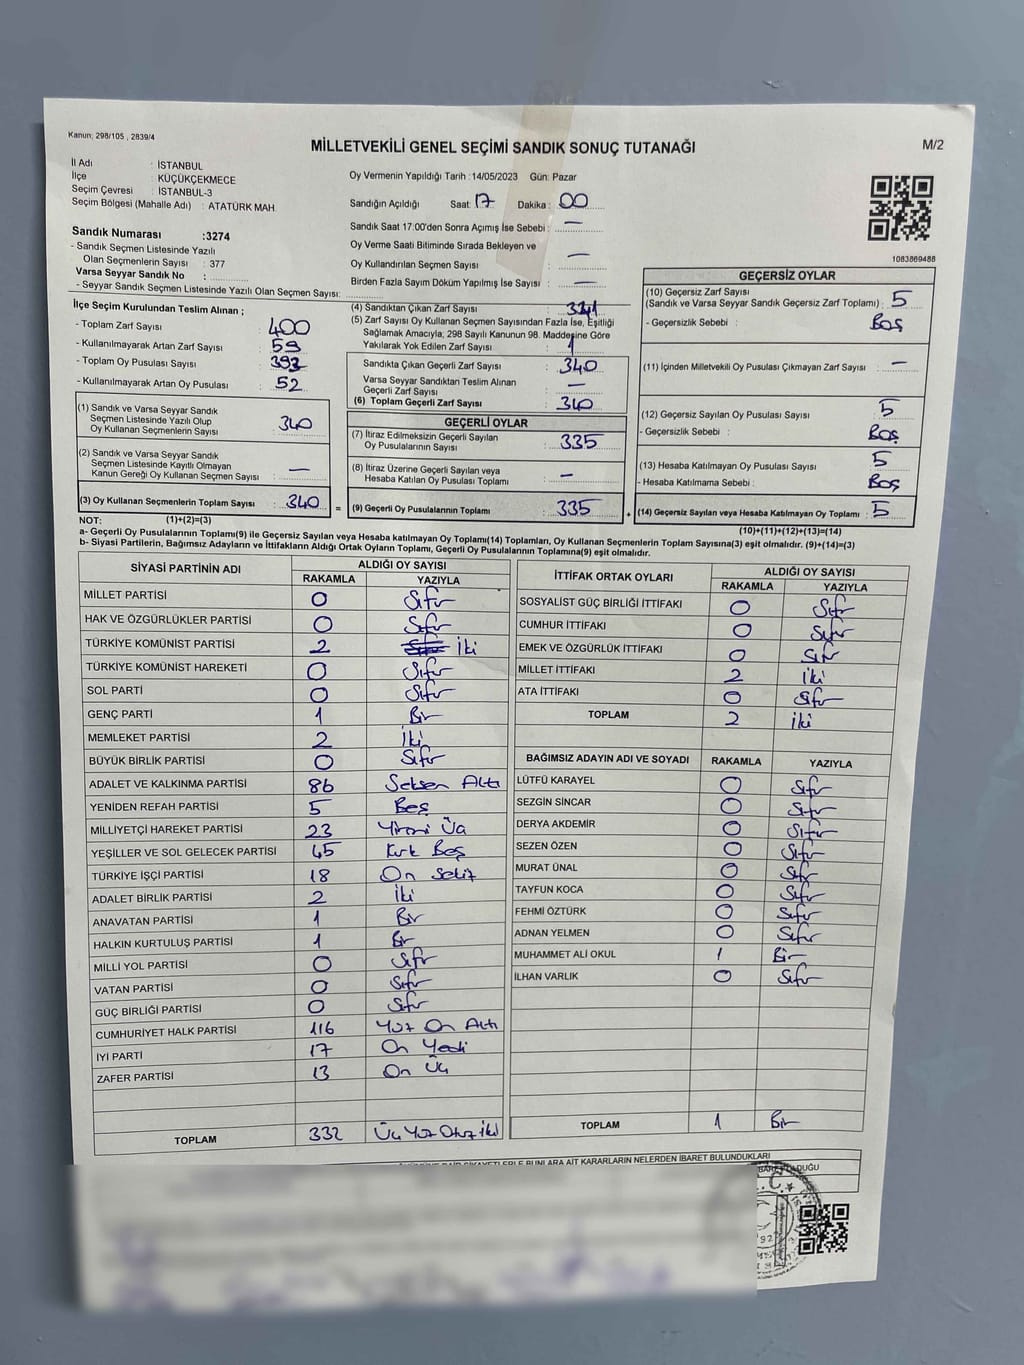 Kanun; 298/105 , 2839/4
MİLLETVEKİLİ GENEL SEÇİMİ SANDIK SONUÇ TUTANAĞI
M/2
İl Adı : İSTANBUL
İlçe : KÜÇÜKÇEKMECE
Seçim Çevresi : İSTANBUL-3
Seçim Bölgesi (Mahalle Adı) : ATATÜRK MAH.
Sandık Numarası :3274
- Sandık Seçmen Listesinde Yazılı
Olan Seçmenlerin Sayısı : 377
Varsa Seyyar Sandık No :
- Seyyar Sandık Seçmen Listesinde Yazılı Olan Seçmen Sayısı:
Oy Vermenin Yapıldığı Tarih :14/05/2023 Gün: Pazar
Sandığın Açıldığı Saat: 17 Dakika : 00
Sandık Saat 17:00'den Sonra Açımış İse Sebebi : —
Oy Verme Saati Bitiminde Sırada Bekleyen ve
Oy Kullandırılan Seçmen Sayısı : —
Birden Fazla Sayım Döküm Yapılmış İse Sayısı : —
1083869488
İlçe Seçim Kurulundan Teslim Alınan ;
- Toplam Zarf Sayısı : 400
- Kullanılmayarak Artan Zarf Sayısı : 59
- Toplam Oy Pusulası Sayısı : 392
- Kullanılmayarak Artan Oy Pusulası : 52
(1) Sandık ve Varsa Seyyar Sandık
Seçmen Listesinde Yazılı Olup
Oy Kullanan Seçmenlerin Sayısı : 340
(2) Sandık ve Varsa Seyyar Sandık
Seçmen Listesinde Kayıtlı Olmayan
Kanun Gereği Oy Kullanan Seçmen Sayısı : —
(3) Oy Kullanan Seçmenlerin Toplam Sayısı : 340
(4) Sandıktan Çıkan Zarf Sayısı : 341
(5) Zarf Sayısı Oy Kullanan Seçmen Sayısından Fazla İse, Eşitliği
Sağlamak Amacıyla; 298 Sayılı Kanunun 98. Maddesine Göre
Yakılarak Yok Edilen Zarf Sayısı : 1
Sandıkta Çıkan Geçerli Zarf Sayısı : 340
Varsa Seyyar Sandıktan Teslim Alınan
Geçerli Zarf Sayısı : —
(6) Toplam Geçerli Zarf Sayısı : 340
GEÇERLİ OYLAR
(7) İtiraz Edilmeksizin Geçerli Sayılan
Oy Pusulalarının Sayısı : 335
(8) İtiraz Üzerine Geçerli Sayılan veya
Hesaba Katılan Oy Pusulası Toplamı : —
= (9) Geçerli Oy Pusulalarının Toplamı : 335
GEÇERSİZ OYLAR
(10) Geçersiz Zarf Sayısı
(Sandık ve Varsa Seyyar Sandık Geçersiz Zarf Toplamı) : 5
- Geçersizlik Sebebi : Boş
(11) İçinden Milletvekili Oy Pusulası Çıkmayan Zarf Sayısı : —
(12) Geçersiz Sayılan Oy Pusulası Sayısı : 5
- Geçersizlik Sebebi : Boş
(13) Hesaba Katılmayan Oy Pusulası Sayısı : 5
- Hesaba Katılmama Sebebi : Boş
+ (14) Geçersiz Sayılan veya Hesaba Katılmayan Oy Toplamı : 5
NOT: (1)+(2)=(3)
(10)+(11)+(12)+(13)=(14)
a- Geçerli Oy Pusulalarının Toplamı(9) ile Geçersiz Sayılan veya Hesaba katılmayan Oy Toplamı(14) Toplamları, Oy Kullanan Seçmenlerin Toplam Sayısına(3) eşit olmalıdır. (9)+(14)=(3)
b- Siyasi Partilerin, Bağımsız Adayların ve İttifakların Aldığı Ortak Oyların Toplamı, Geçerli Oy Pusulalarının Toplamına(9) eşit olmalıdır.
SİYASİ PARTİNİN ADI ALDIĞI OY SAYISI
RAKAMLA YAZIYLA
MİLLET PARTİSİ 0 Sıfır
HAK VE ÖZGÜRLÜKLER PARTİSİ 0 Sıfır
TÜRKİYE KOMÜNİST PARTİSİ 2 İki
TÜRKİYE KOMÜNİST HAREKETİ 0 Sıfır
SOL PARTİ 0 Sıfır
GENÇ PARTİ 1 Bir
MEMLEKET PARTİSİ 2 İki
BÜYÜK BİRLİK PARTİSİ 0 Sıfır
ADALET VE KALKINMA PARTİSİ 86 Seksen Altı
YENİDEN REFAH PARTİSİ 5 Beş
MİLLİYETÇİ HAREKET PARTİSİ 23 Yirmi Üç
YEŞİLLER VE SOL GELECEK PARTİSİ 45 Kırk Beş
TÜRKİYE İŞÇİ PARTİSİ 18 On Sekiz
ADALET BİRLİK PARTİSİ 2 İki
ANAVATAN PARTİSİ 1 Bir
HALKIN KURTULUŞ PARTİSİ 1 Bir
MİLLİ YOL PARTİSİ 0 Sıfır
VATAN PARTİSİ 0 Sıfır
GÜÇ BİRLİĞİ PARTİSİ 0 Sıfır
CUMHURİYET HALK PARTİSİ 116 Yüz On Altı
İYİ PARTİ 17 On Yedi
ZAFER PARTİSİ 13 On Üç
TOPLAM 332 Üç Yüz Otuz İki
İTTİFAK ORTAK OYLARI ALDIĞI OY SAYISI
RAKAMLA YAZIYLA
SOSYALİST GÜÇ BİRLİĞİ İTTİFAKI 0 Sıfır
CUMHUR İTTİFAKI 0 Sıfır
EMEK VE ÖZGÜRLÜK İTTİFAKI 0 Sıfır
MİLLET İTTİFAKI 2 İki
ATA İTTİFAKI 0 Sıfır
TOPLAM 2 İki
BAĞIMSIZ ADAYIN ADI VE SOYADI RAKAMLA YAZIYLA
LÜTFÜ KARAYEL 0 Sıfır
SEZGİN SİNCAR 0 Sıfır
DERYA AKDEMİR 0 Sıfır
SEZEN ÖZEN 0 Sıfır
MURAT ÜNAL 0 Sıfır
TAYFUN KOCA 0 Sıfır
FEHMİ ÖZTÜRK 0 Sıfır
ADNAN YELMEN 0 Sıfır
MUHAMMET ALİ OKUL 1 Bir
İLHAN VARLIK 0 Sıfır
TOPLAM 1 Bir
BUNLARA AİT KARARLARIN NELERDEN İBARET BULUNDUKLARI